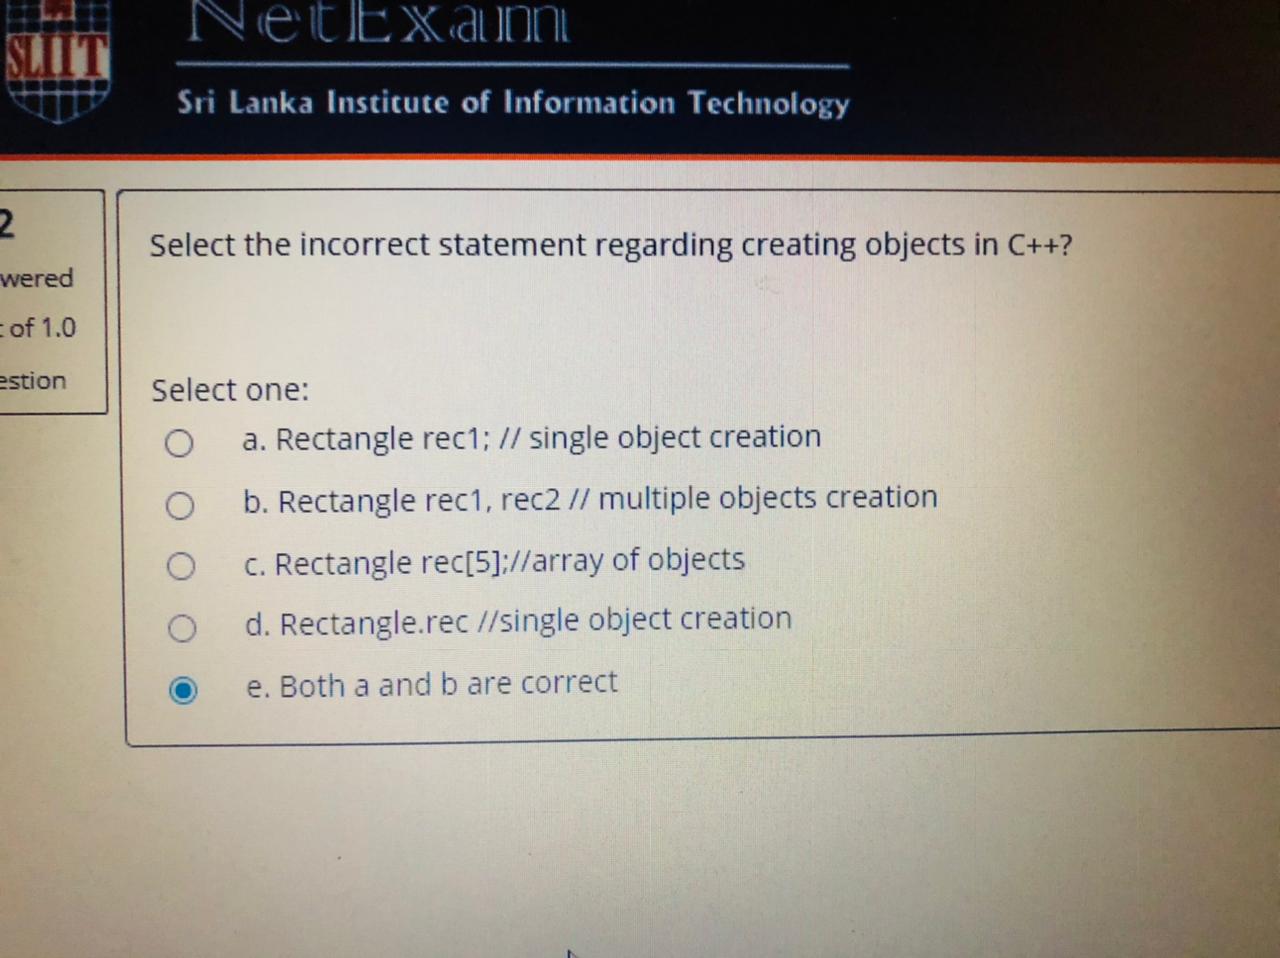 SLIIT
NetExam
Sri Lanka Institute of Information Technology
2
wered
of 1.0
estion
Select the incorrect statement regarding creating objects in C++?
Select one:
a. Rectangle rec1; // single object creation
b. Rectangle rec1, rec2 // multiple objects creation
c. Rectangle rec[5];//array of objects
d. Rectangle.rec //single object creation
e. Both a and b are correct